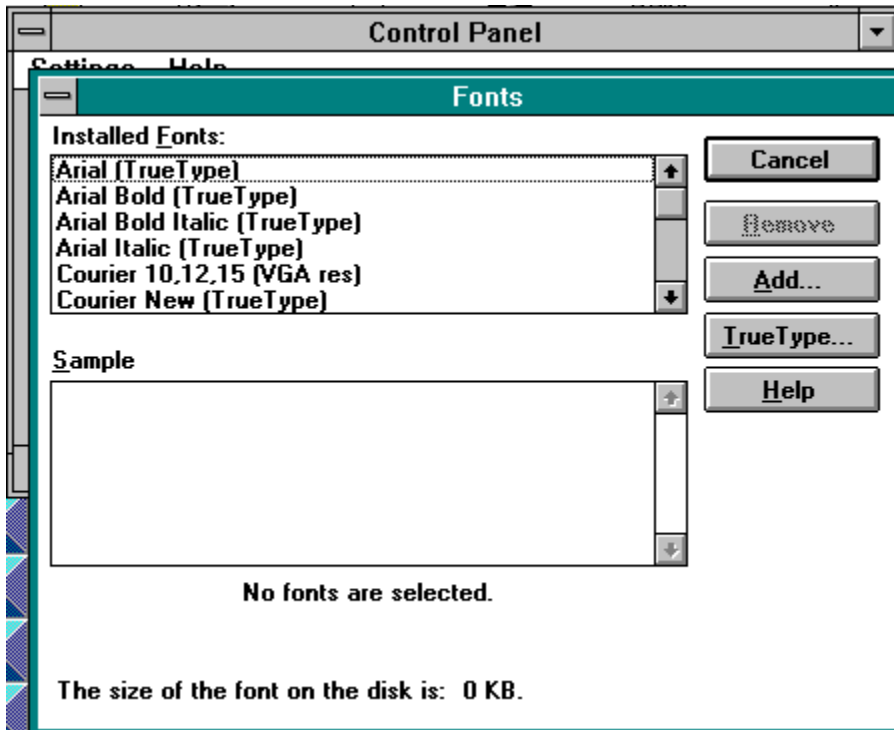 Control Panel
Settings Help
Fonts
Installed Fonts:
Arial (TrueType)
Arial Bold (TrueType)
Arial Bold Italic (TrueType)
Arial Italic (TrueType)
Courier 10,12,15 (VGA res)
Courier New (TrueType)
Cancel
Remove
Add...
TrueType...
Help
Sample
No fonts are selected.
The size of the font on the disk is: 0 KB.